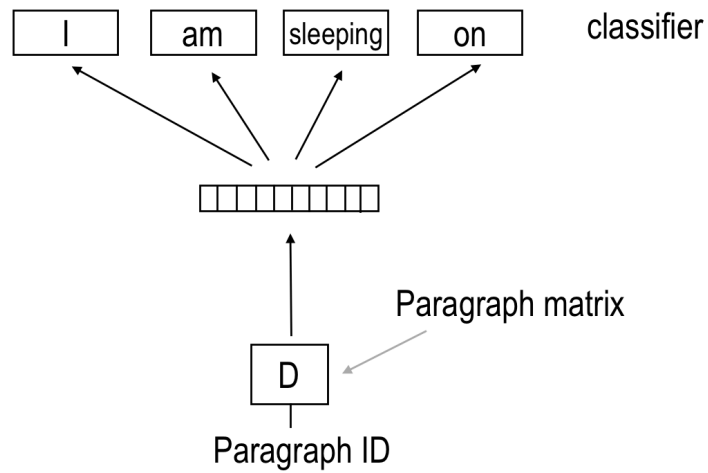 I am sleeping on classifier
Paragraph matrix
D
Paragraph ID